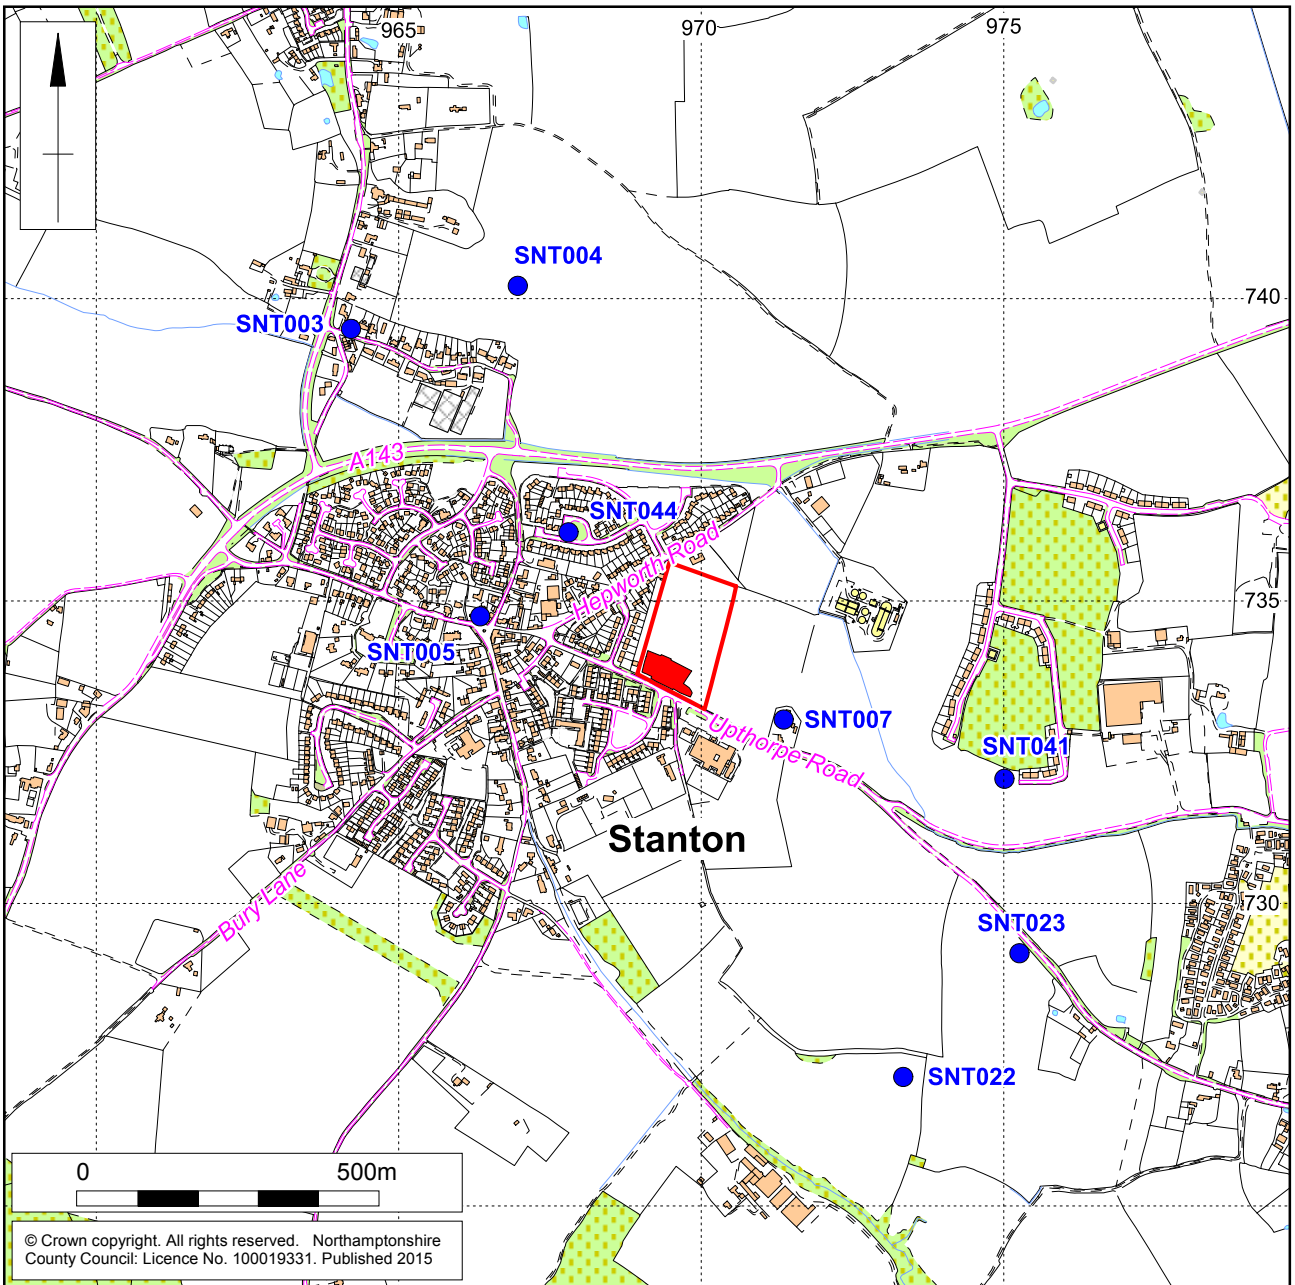 965
970
975
SNT004
740
SNT003
A143
SNT044
Hepworth Road
735
SNT005
SNT007
Upthorpe Road
SNT041
Stanton
Bury Lane
730
SNT023
SNT022
0 500m
© Crown copyright. All rights reserved. Northamptonshire
County Council: Licence No. 100019331. Published 2015